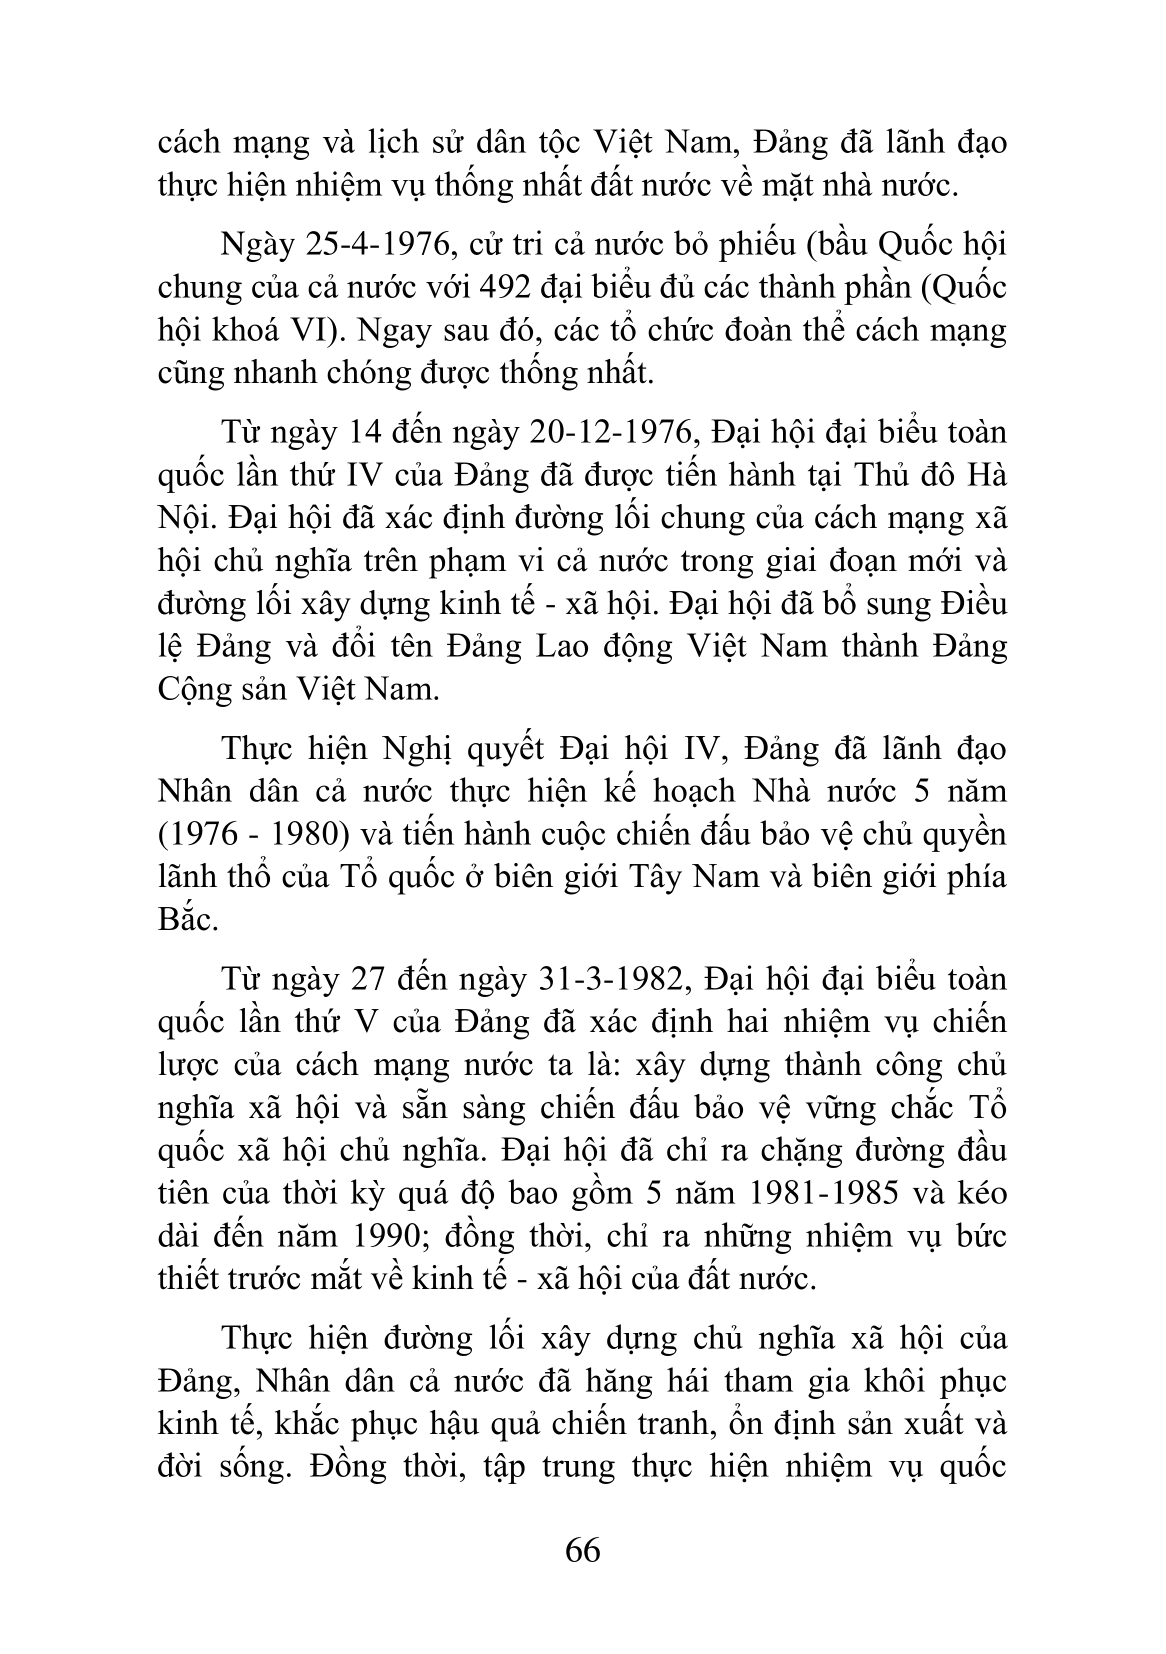 cách mạng và lịch sử dân tộc Việt Nam, Đảng đã lãnh đạo
thực hiện nhiệm vụ thống nhất đất nước về mặt nhà nước.
Ngày 25-4-1976, cử tri cả nước bỏ phiếu (bầu Quốc hội
chung của cả nước với 492 đại biểu đủ các thành phần (Quốc
hội khoá VI). Ngay sau đó, các tổ chức đoàn thể cách mạng
cũng nhanh chóng được thống nhất.
Từ ngày 14 đến ngày 20-12-1976, Đại hội đại biểu toàn
quốc lần thứ IV của Đảng đã được tiến hành tại Thủ đô Hà
Nội. Đại hội đã xác định đường lối chung của cách mạng xã
hội chủ nghĩa trên phạm vi cả nước trong giai đoạn mới và
đường lối xây dựng kinh tế - xã hội. Đại hội đã bổ sung Điều
lệ Đảng và đổi tên Đảng Lao động Việt Nam thành Đảng
Cộng sản Việt Nam.
Thực hiện Nghị quyết Đại hội IV, Đảng đã lãnh đạo
Nhân dân cả nước thực hiện kế hoạch Nhà nước 5 năm
(1976 - 1980) và tiến hành cuộc chiến đấu bảo vệ chủ quyền
lãnh thổ của Tổ quốc ở biên giới Tây Nam và biên giới phía
Bắc.
Từ ngày 27 đến ngày 31-3-1982, Đại hội đại biểu toàn
quốc lần thứ V của Đảng đã xác định hai nhiệm vụ chiến
lược của cách mạng nước ta là: xây dựng thành công chủ
nghĩa xã hội và sẵn sàng chiến đấu bảo vệ vững chắc Tổ
quốc xã hội chủ nghĩa. Đại hội đã chỉ ra chặng đường đầu
tiên của thời kỳ quá độ bao gồm 5 năm 1981-1985 và kéo
dài đến năm 1990; đồng thời, chỉ ra những nhiệm vụ bức
thiết trước mắt về kinh tế - xã hội của đất nước.
Thực hiện đường lối xây dựng chủ nghĩa xã hội của
Đảng, Nhân dân cả nước đã hăng hái tham gia khôi phục
kinh tế, khắc phục hậu quả chiến tranh, ổn định sản xuất và
đời sống. Đồng thời, tập trung thực hiện nhiệm vụ quốc
66